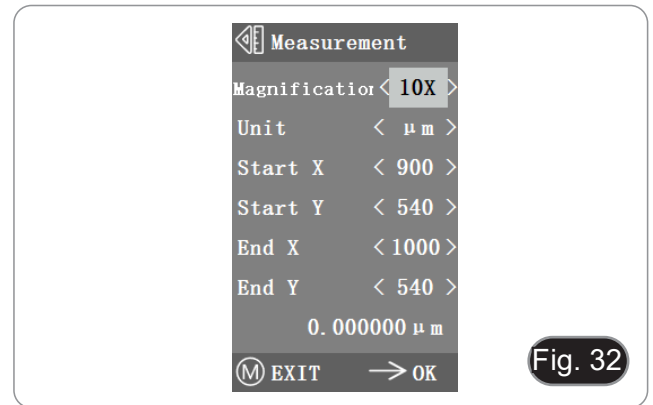 Measurement
Magnification < 10X >
Unit < μm >
Start X < 900 >
Start Y < 540 >
End X < 1000 >
End Y < 540 >
0.000000 μm
M EXIT → OK
Fig. 32